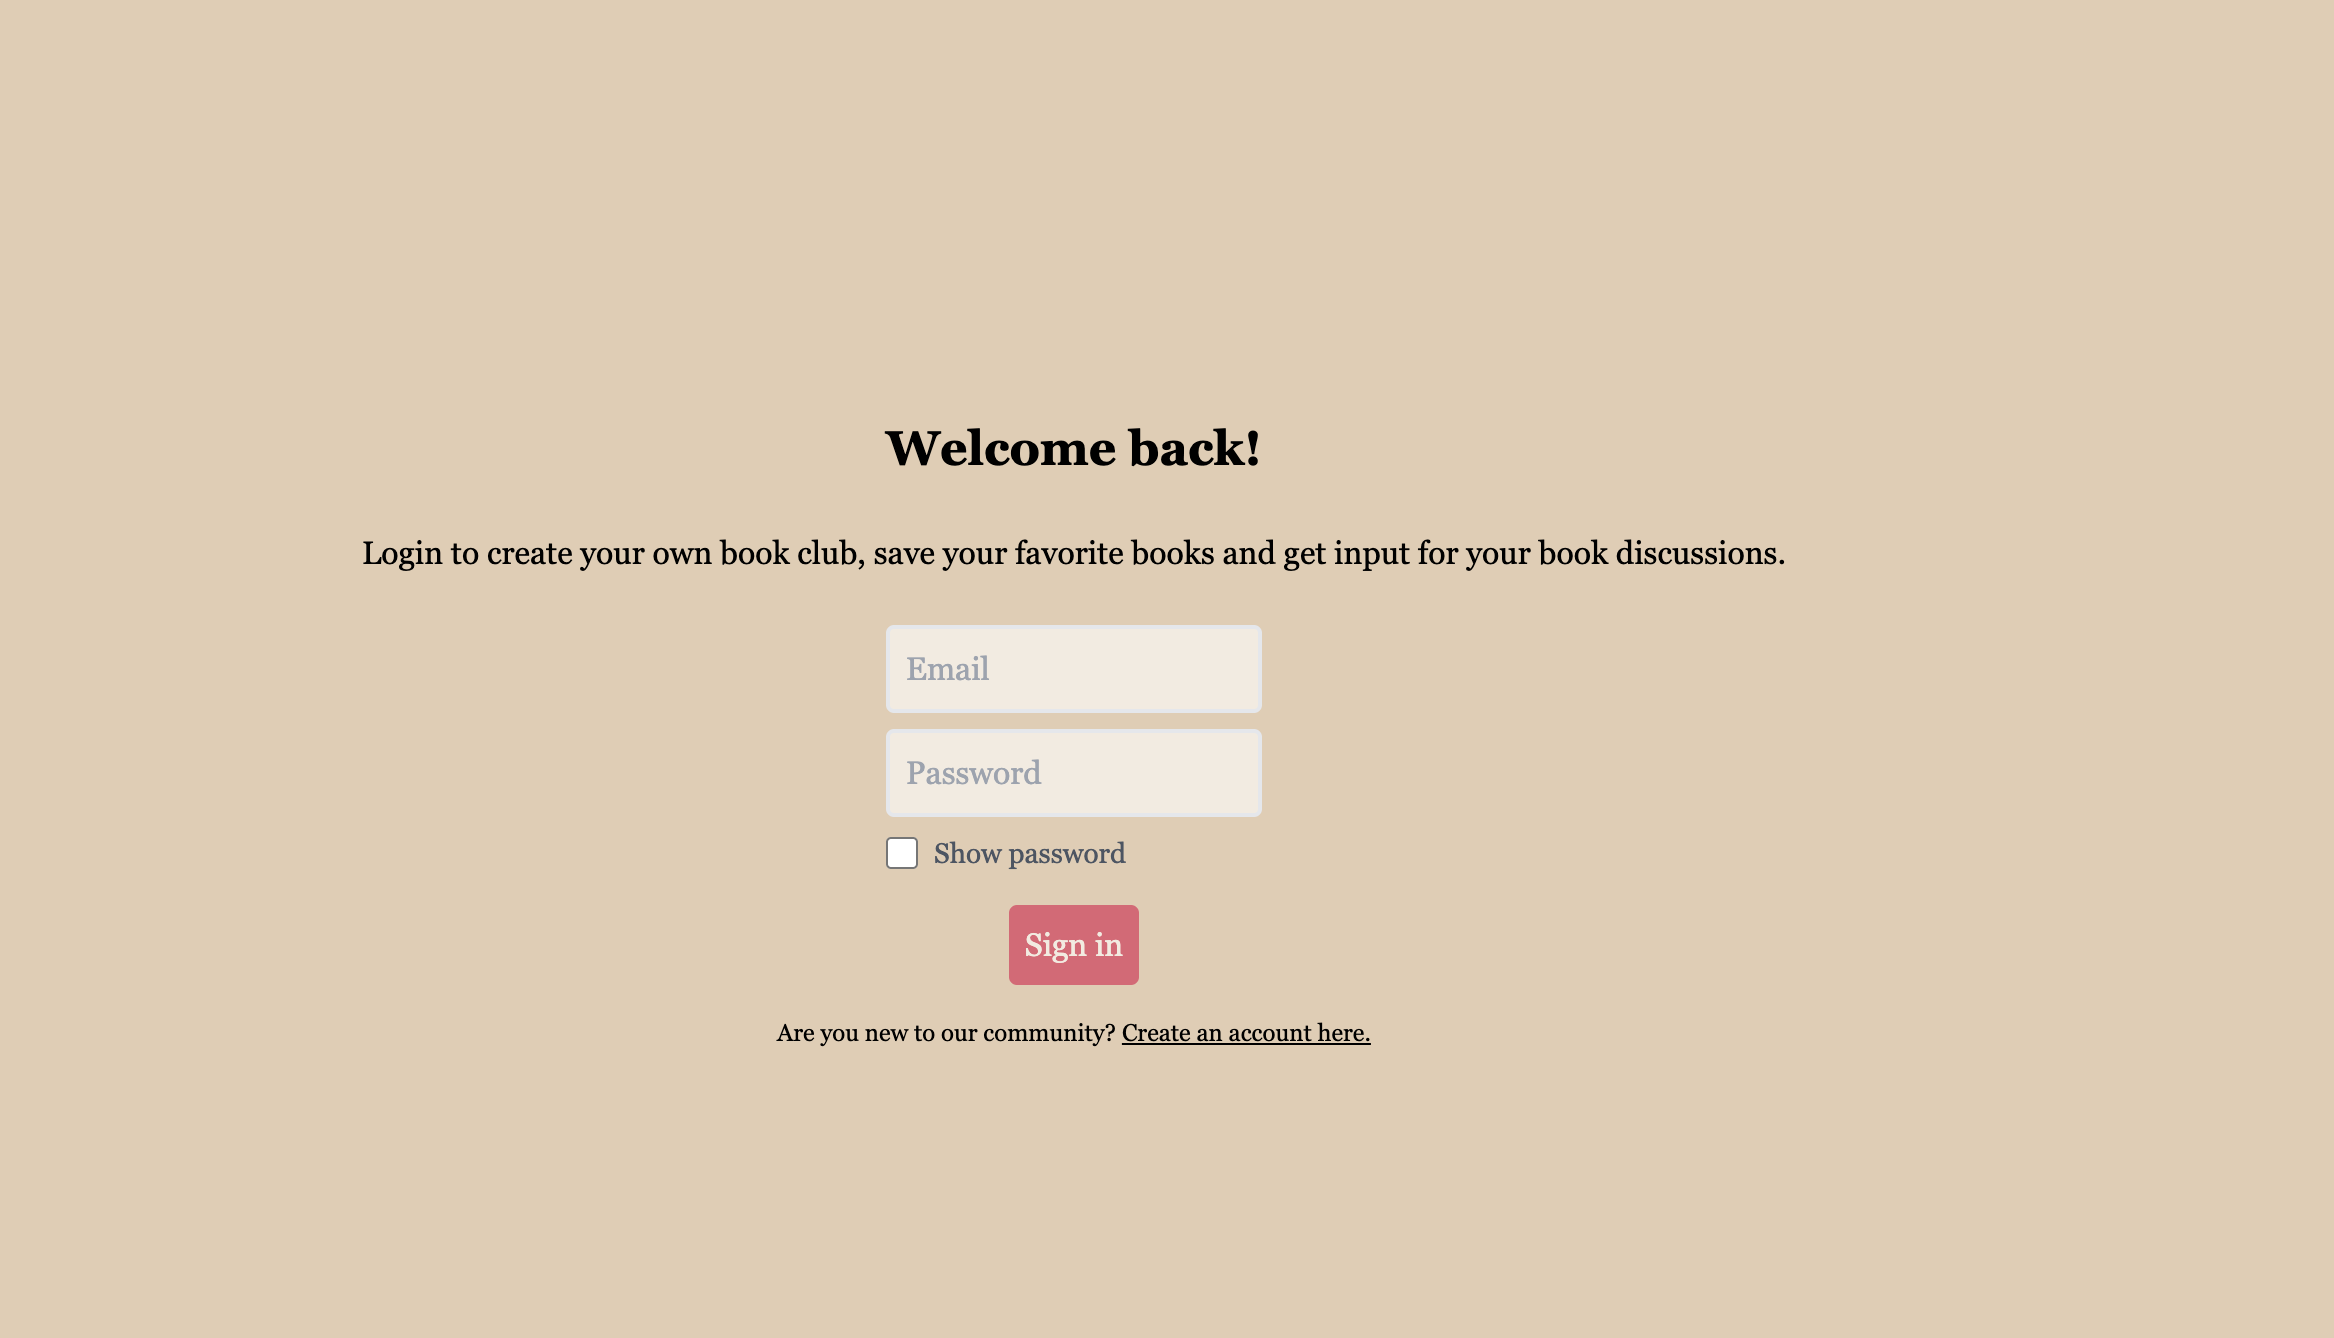 Welcome back!
Login to create your own book club, save your favorite books and get input for your book discussions.
Email
Password
Show password
Sign in
Are you new to our community? Create an account here.